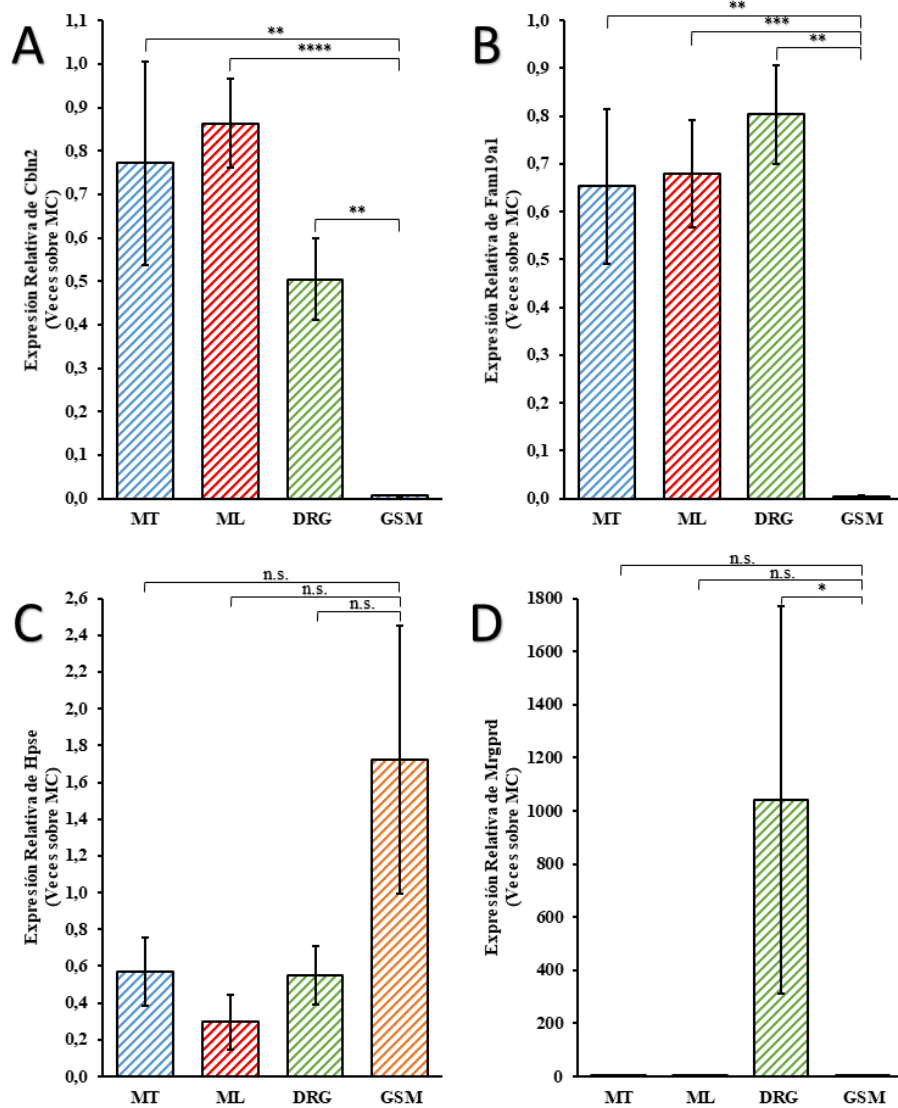 A
Expresión Relativa de Cbln2
(Veces sobre MC)
1,1
1,0
0,9
0,8
0,7
0,6
0,5
0,4
0,3
0,2
0,1
0,0
**
****
**
MT ML DRG GSM
B
Expresión Relativa de Fam19a1
(Veces sobre MC)
1,0
0,9
0,8
0,7
0,6
0,5
0,4
0,3
0,2
0,1
0,0
**
***
**
MT ML DRG GSM
C
Expresión Relativa de Hpse
(Veces sobre MC)
2,6
2,4
2,2
2,0
1,8
1,6
1,4
1,2
1,0
0,8
0,6
0,4
0,2
0,0
n.s.
n.s.
n.s.
MT ML DRG GSM
D
Expresión Relativa de Mrgprd
(Veces sobre MC)
1800
1600
1400
1200
1000
800
600
400
200
0
n.s.
n.s.
*
MT ML DRG GSM